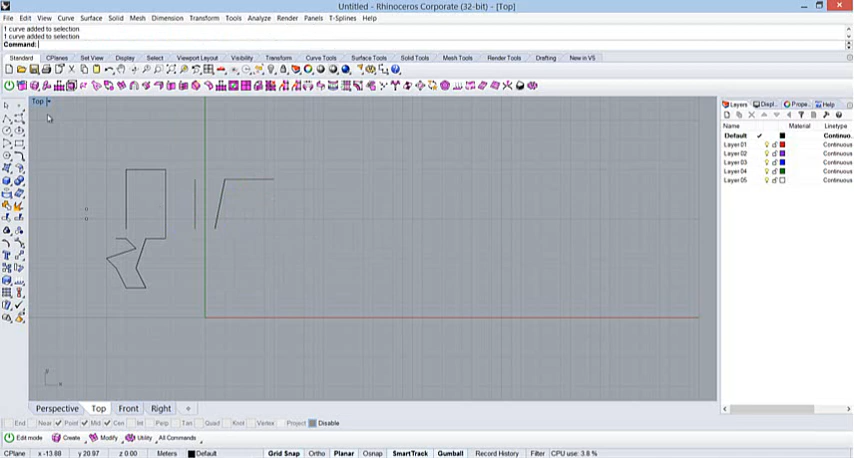 Untitled - Rhinoceros Corporate (32-bit) - [Top]
File Edit View Curve Surface Solid Mesh Dimension Transform Tools Analyze Render Panels T-Splines Help
1 curve added to selection
1 curve added to selection
Command:
Standard CPlanes Set View Display Select Viewport Layout Visibility Transform Curve Tools Surface Tools Solid Tools Mesh Tools Render Tools Drafting New in V5
Top
Layers Displ... Prope... Help
Name Material Linetype
Default Continuo...
Layer 01 Continuous
Layer 02 Continuous
Layer 03 Continuous
Layer 04 Continuous
Layer 05 Continuous
y
x
Perspective Top Front Right
End Near Point Mid Cen Int Perp Tan Quad Knot Vertex Project Disable
Edit mode Create Modify Utility All Commands
CPlane x -13.88 y 20.97 z 0.00 Meters Default Grid Snap Ortho Planar Osnap SmartTrack Gumball Record History Filter CPU use: 3.8 %